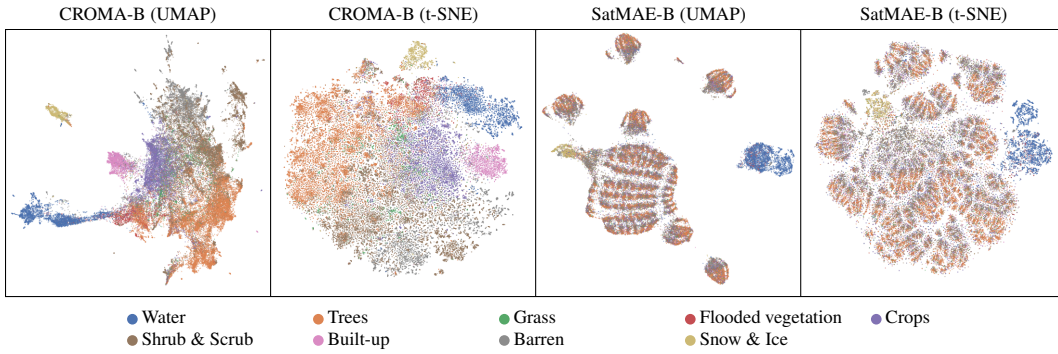 CROMA-B (UMAP) CROMA-B (t-SNE) SatMAE-B (UMAP) SatMAE-B (t-SNE)
Water Trees Grass Flooded vegetation Crops
Shrub & Scrub Built-up Barren Snow & Ice